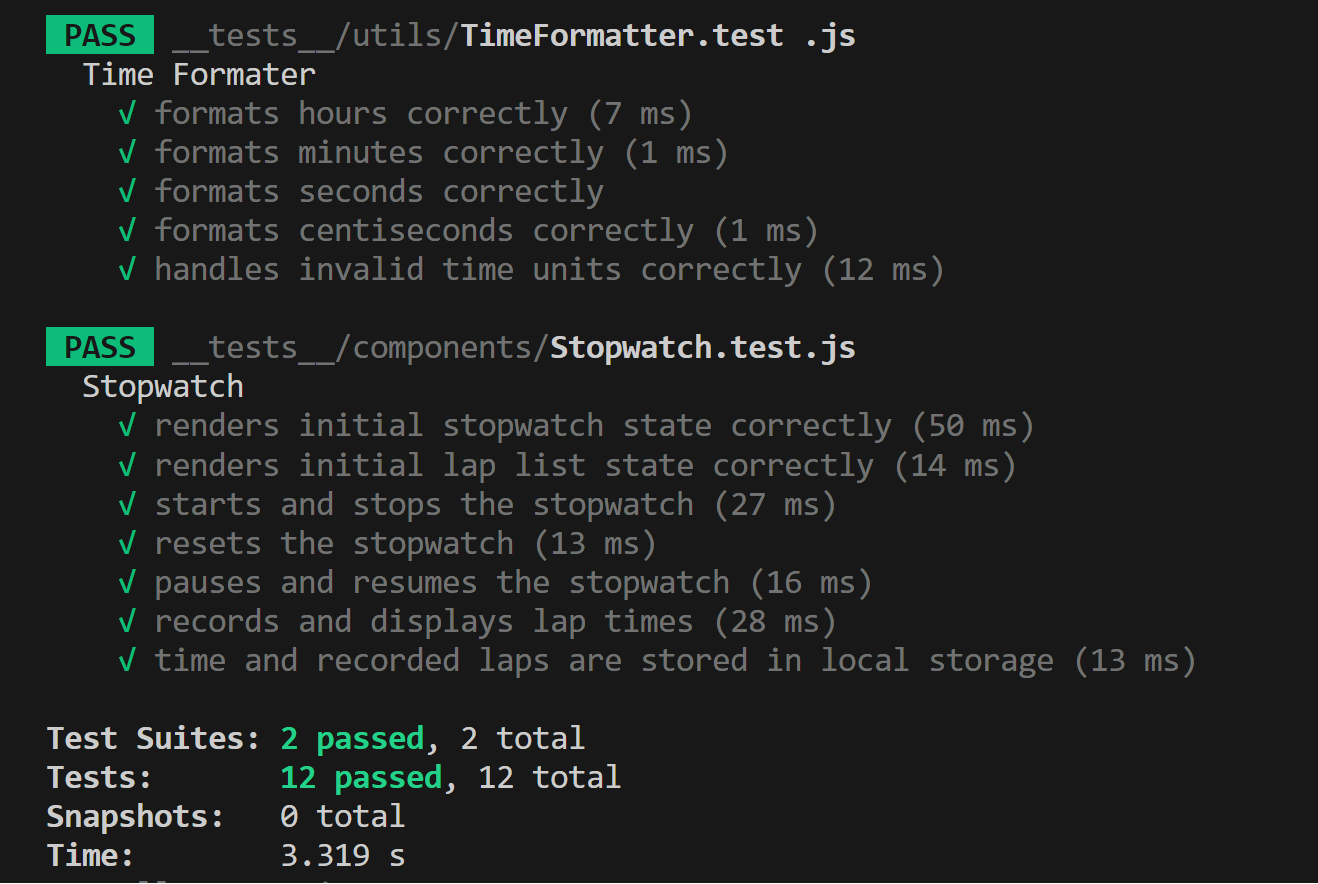 PASS __tests__/utils/TimeFormatter.test .js
Time Formater
√ formats hours correctly (7 ms)
√ formats minutes correctly (1 ms)
√ formats seconds correctly
√ formats centiseconds correctly (1 ms)
√ handles invalid time units correctly (12 ms)
PASS __tests__/components/Stopwatch.test.js
Stopwatch
√ renders initial stopwatch state correctly (50 ms)
√ renders initial lap list state correctly (14 ms)
√ starts and stops the stopwatch (27 ms)
√ resets the stopwatch (13 ms)
√ pauses and resumes the stopwatch (16 ms)
√ records and displays lap times (28 ms)
√ time and recorded laps are stored in local storage (13 ms)
Test Suites: 2 passed, 2 total
Tests: 12 passed, 12 total
Snapshots: 0 total
Time: 3.319 s